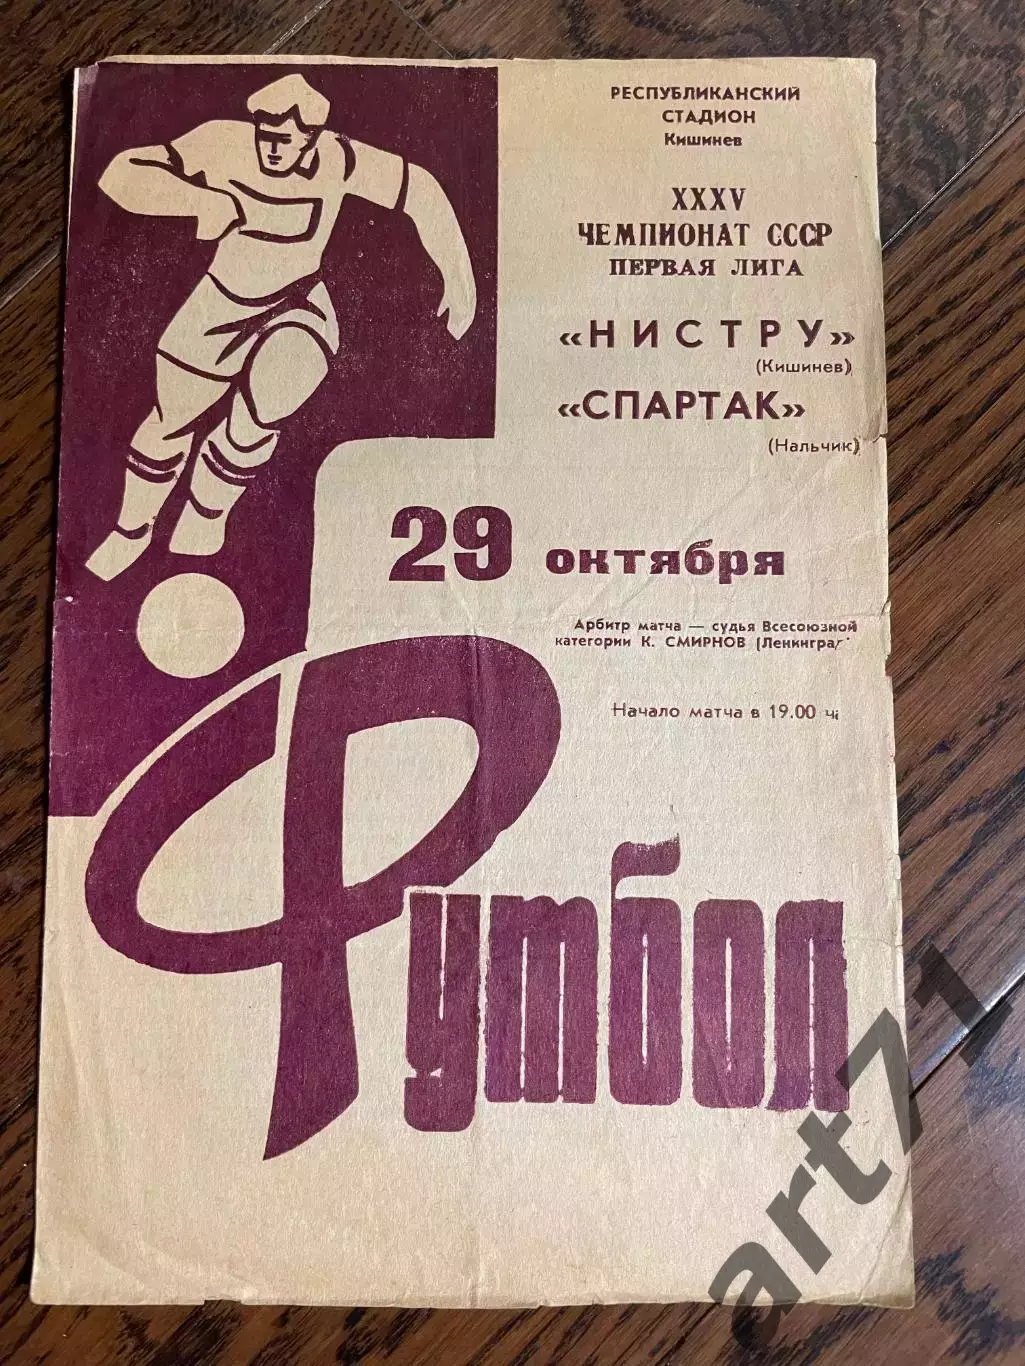 РЕСПУБЛИКАНСКИЙ
СТАДИОН
Кишинев
XXXV
ЧЕМПИОНАТ СССР
ПЕРВАЯ ЛИГА
«НИСТРУ»
(Кишинев)
«СПАРТАК»
(Нальчик)
29 октября
Арбитр матча — судья Всесоюзной
категории К. СМИРНОВ (Ленинград
Начало матча в 19.00 ч
Футбол
art71